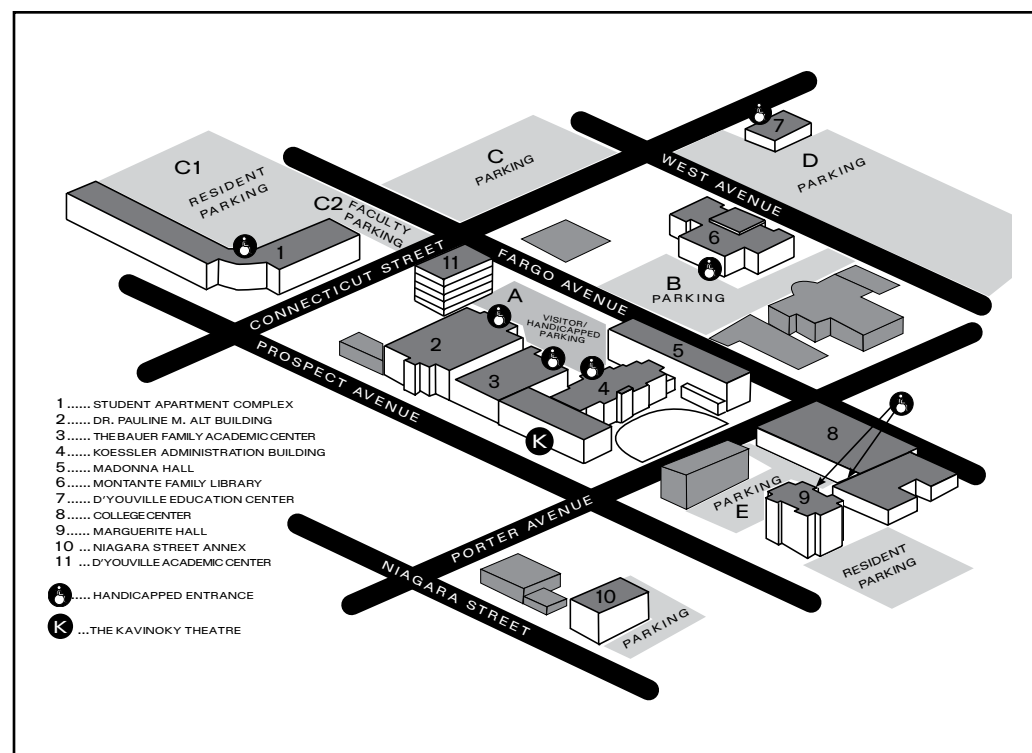 C1
RESIDENT
PARKING
C2
FACULTY
PARKING
C
PARKING
7
D
PARKING
WEST AVENUE
6
B
PARKING
1
11
CONNECTICUT STREET
FARGO AVENUE
A
VISITOR/
HANDICAPPED
PARKING
2
3
4
5
PROSPECT AVENUE
K
8
9
PARKING
E
RESIDENT
PARKING
PORTER AVENUE
NIAGARA STREET
10
PARKING
1 ...... STUDENT APARTMENT COMPLEX
2 ...... DR. PAULINE M. ALT BUILDING
3 ...... THE BAUER FAMILY ACADEMIC CENTER
4 ...... KOESSLER ADMINISTRATION BUILDING
5 ...... MADONNA HALL
6 ...... MONTANTE FAMILY LIBRARY
7 ...... D'YOUVILLE EDUCATION CENTER
8 ...... COLLEGE CENTER
9 ...... MARGUERITE HALL
10 ... NIAGARA STREET ANNEX
11 ... D'YOUVILLE ACADEMIC CENTER
..... HANDICAPPED ENTRANCE
K ... THE KAVINOKY THEATRE